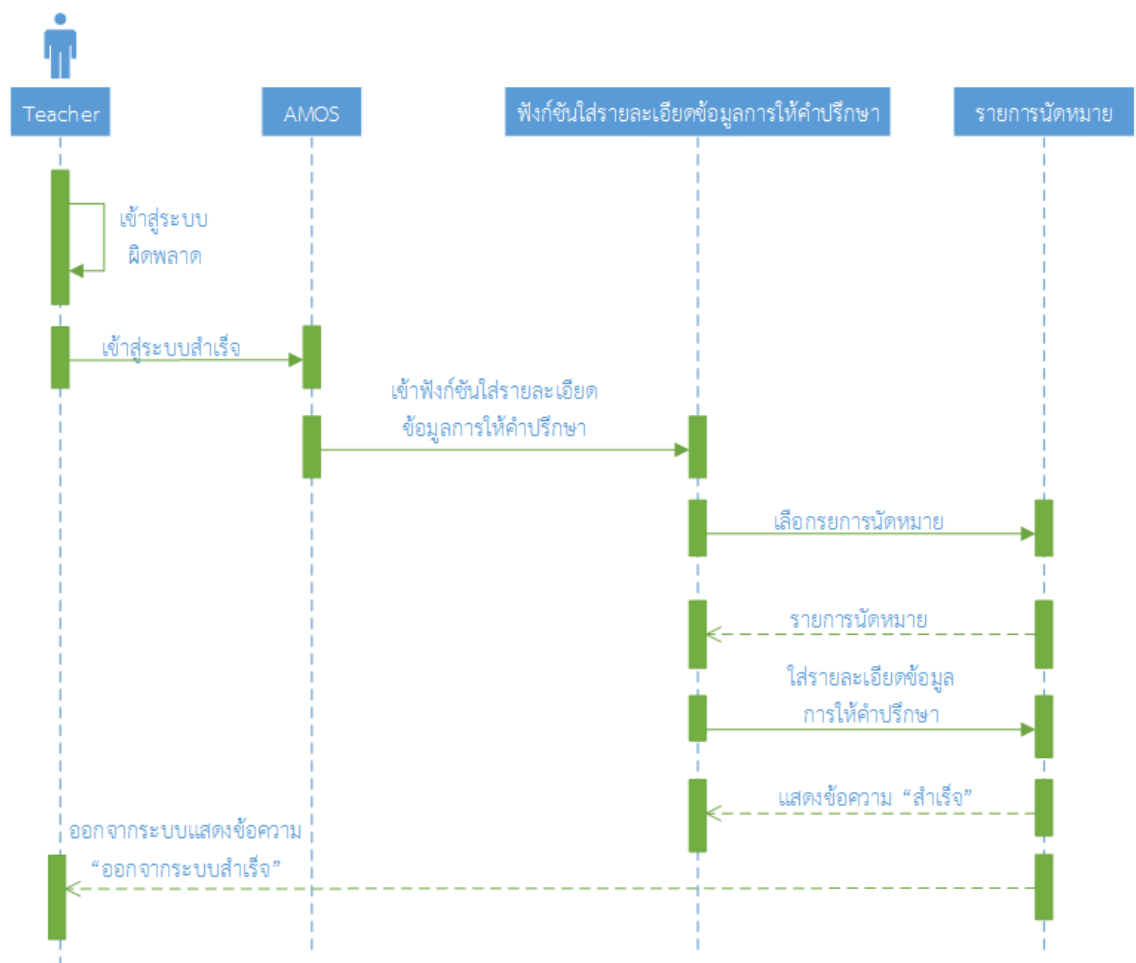 Teacher
AMOS
ฟังก์ชันใส่รายละเอียดข้อมูลการให้คำปรึกษา
รายการนัดหมาย
เข้าสู่ระบบ
ผิดพลาด
เข้าสู่ระบบสำเร็จ
เข้าฟังก์ชันใส่รายละเอียด
ข้อมูลการให้คำปรึกษา
เลือกรยการนัดหมาย
รายการนัดหมาย
ใส่รายละเอียดข้อมูล
การให้คำปรึกษา
แสดงข้อความ “สำเร็จ”
ออกจากระบบแสดงข้อความ
“ออกจากระบบสำเร็จ”